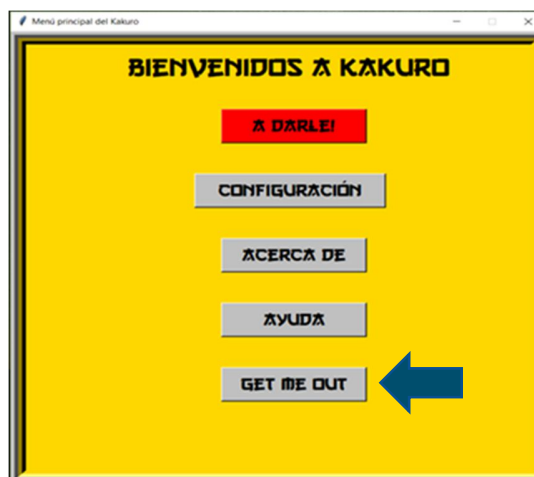 Menú principal del Kakuro
BIENVENIDOS A KAKURO
A DARLE!
CONFIGURACIÓN
ACERCA DE
AYUDA
GET ME OUT